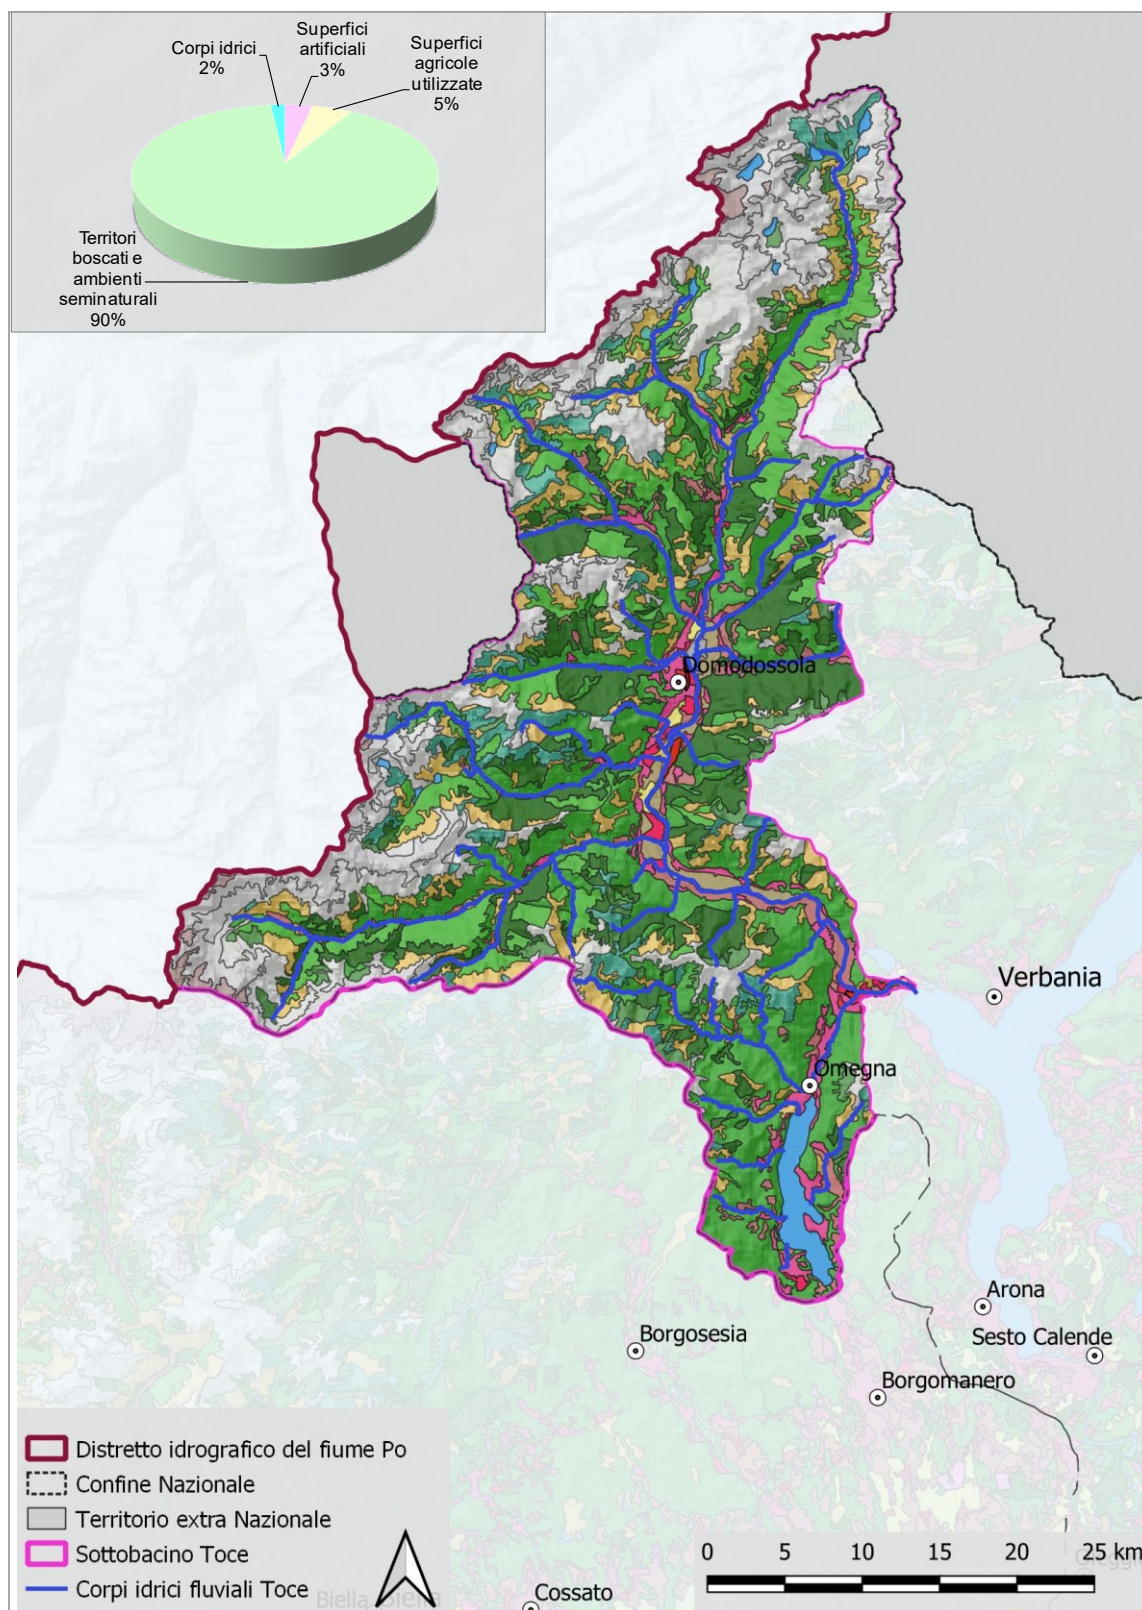 Corpi idrici
2%
Superfici
artificiali
3%
Superfici
agricole
utilizzate
5%
Territori
boscati e
ambienti
seminaturali
90%
Domodossola
Verbania
Omegna
Arona
Sesto Calende
Borgosesia
Borgomanero
Distretto idrografico del fiume Po
Confine Nazionale
Territorio extra Nazionale
Sottobacino Toce
Corpi idrici fluviali Toce
0 5 10 15 20 25 km
Biella Biella
Cossato